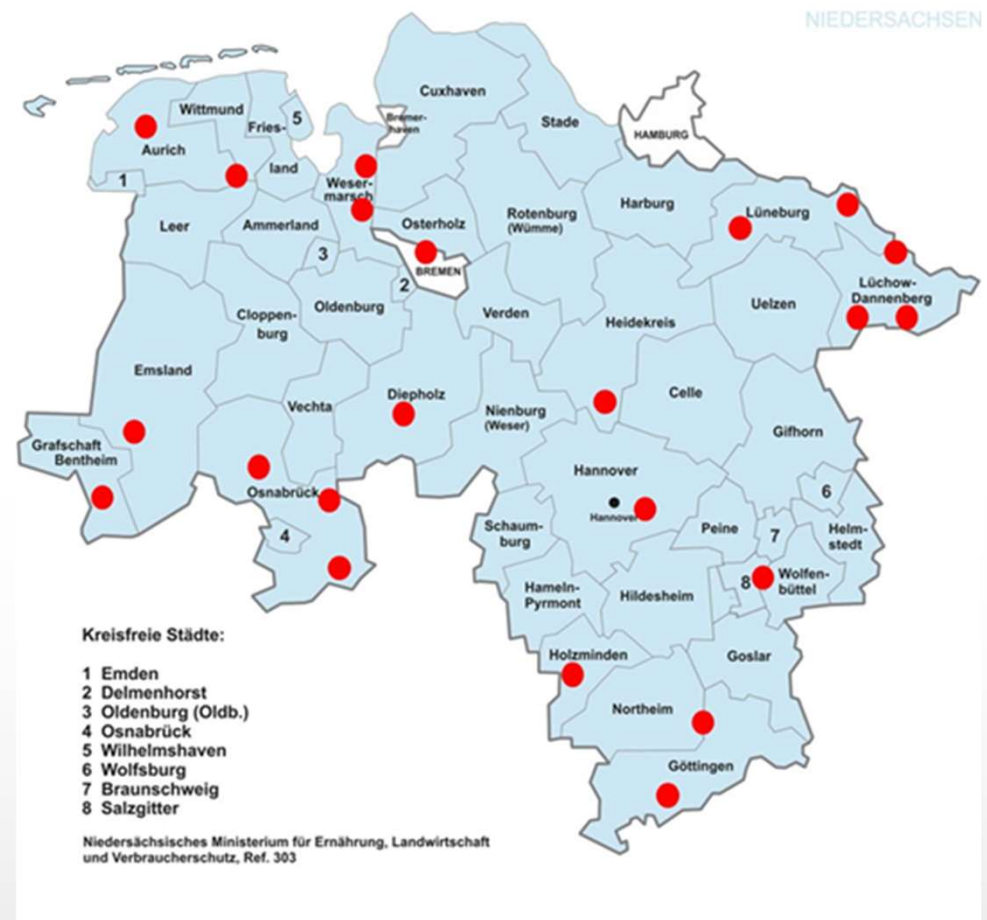 NIEDERSACHSEN
Cuxhaven
Wittmund
Bremer-
haven
5
Stade
Fries-
HAMBURG
Aurich
land
1
Weser-
marsch
Harburg
Lüneburg
Rotenburg
(Wümme)
Leer
Ammerland
Osterholz
3
BREMEN
2
Lüchow-
Dannenberg
Oldenburg
Uelzen
Cloppen-
burg
Verden
Heidekreis
Emsland
Diepholz
Celle
Vechta
Nienburg
(Weser)
Gifhorn
Grafschaft
Bentheim
Hannover
Osnabrück
6
Hannover
Schaum-
burg
Peine
7
Helm-
stedt
4
8
Wolfen-
büttel
Hameln-
Pyrmont
Hildesheim
Holzminden
Goslar
Northeim
Göttingen
Kreisfreie Städte:
1 Emden
2 Delmenhorst
3 Oldenburg (Oldb.)
4 Osnabrück
5 Wilhelmshaven
6 Wolfsburg
7 Braunschweig
8 Salzgitter
Niedersächsisches Ministerium für Ernährung, Landwirtschaft
und Verbraucherschutz, Ref. 303